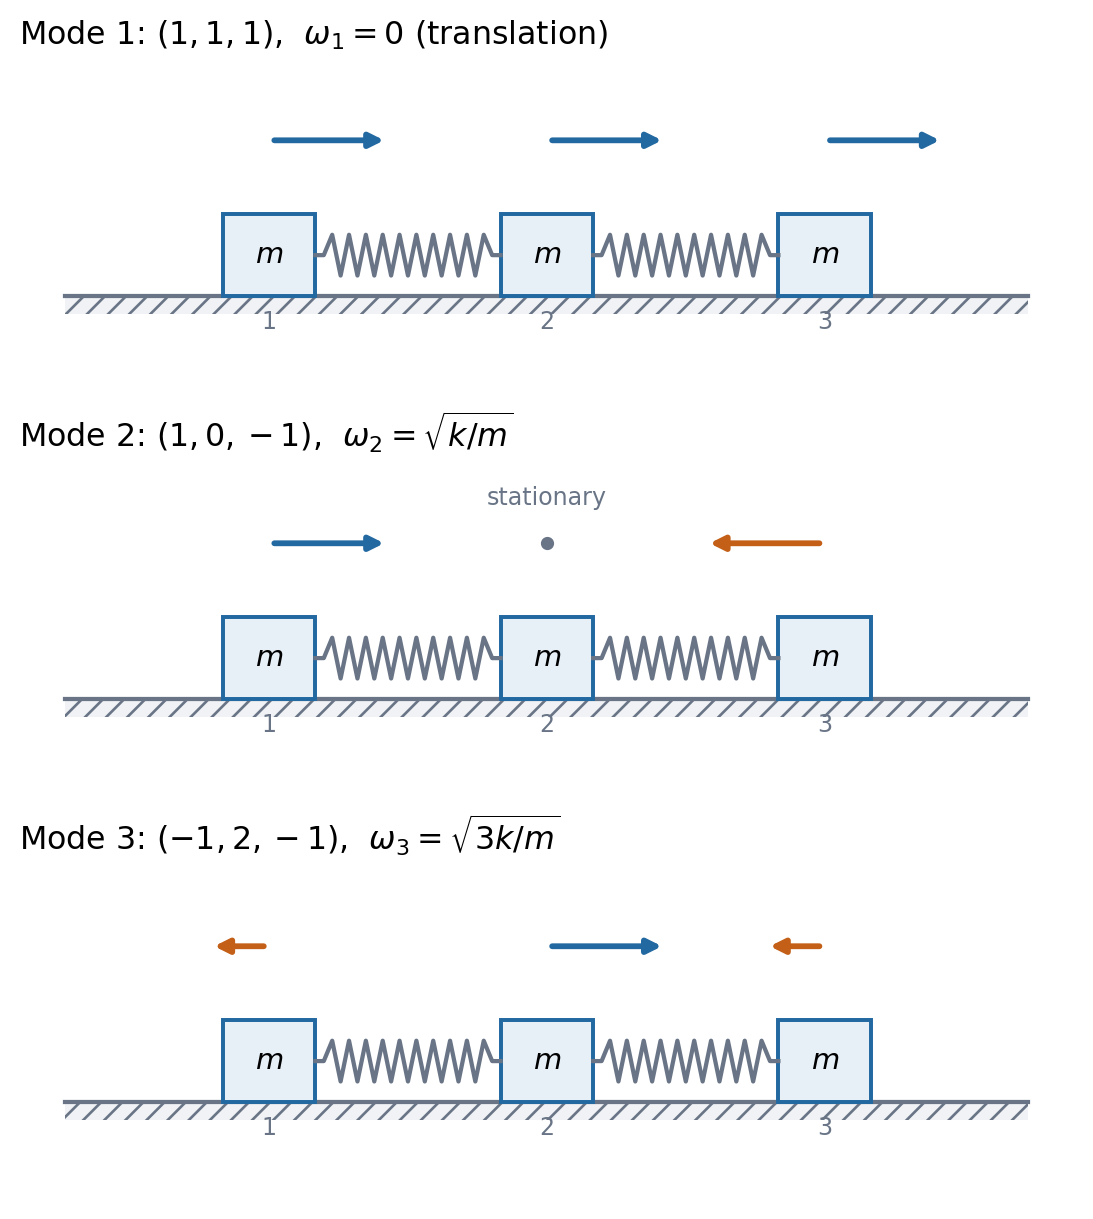 Mode 1: (1, 1, 1), ω₁ = 0 (translation)
m m m
1 2 3
Mode 2: (1, 0, −1), ω₂ = √k/m
stationary
m m m
1 2 3
Mode 3: (−1, 2, −1), ω₃ = √3k/m
m m m
1 2 3